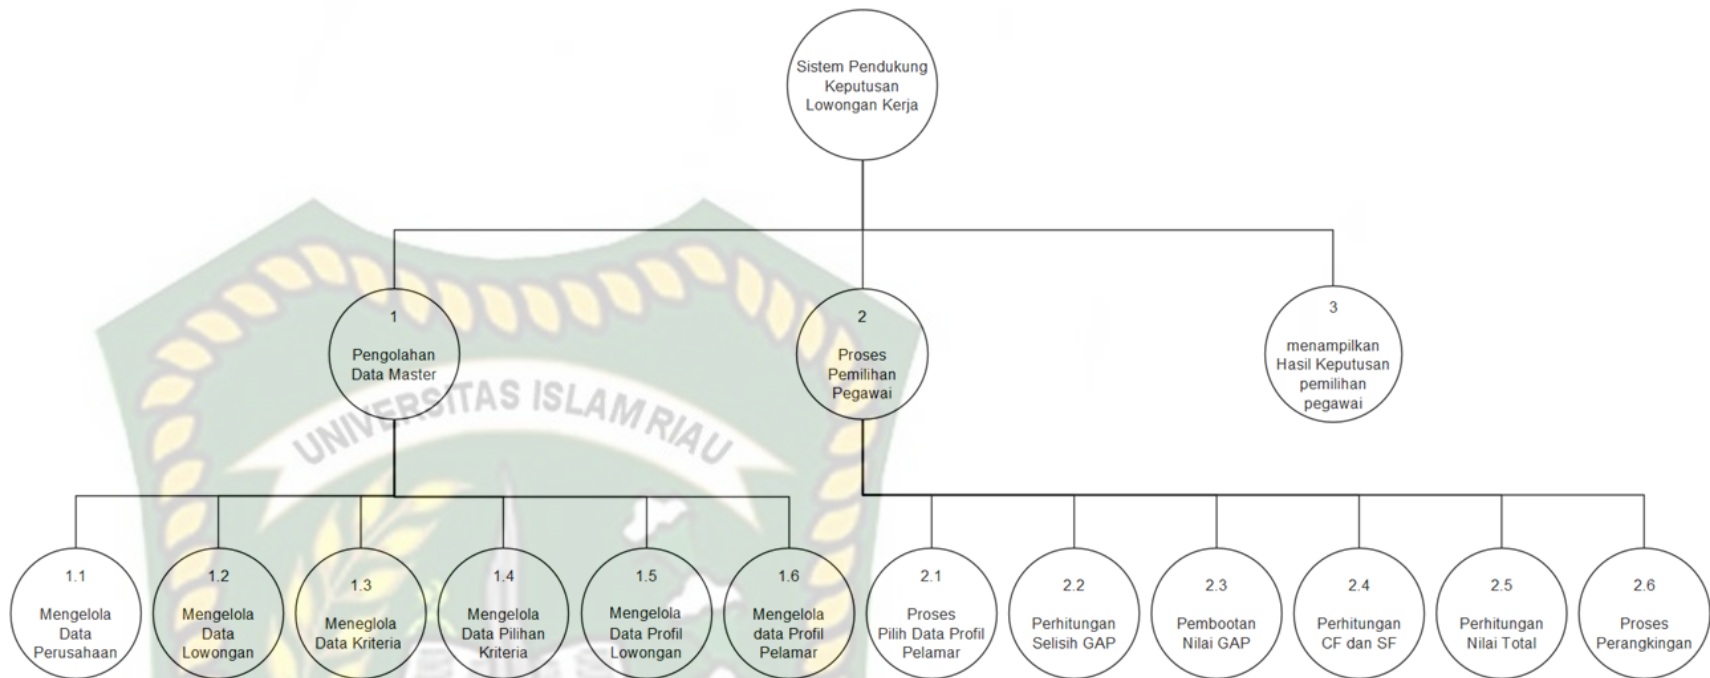 Sistem Pendukung
Keputusan
Lowongan Kerja
1
Pengolahan
Data Master
2
Proses
Pemilihan
Pegawai
3
menampilkan
Hasil Keputusan
pemilihan
pegawai
UNIVERSITAS ISLAM RIAU
1.1
Mengelola
Data
Perusahaan
1.2
Mengelola
Data
Lowongan
1.3
Meneglola
Data Kriteria
1.4
Mengelola
Data Pilihan
Kriteria
1.5
Mengelola
Data Profil
Lowongan
1.6
Mengelola
data Profil
Pelamar
2.1
Proses
Pilih Data Profil
Pelamar
2.2
Perhitungan
Selisih GAP
2.3
Pembootan
Nilai GAP
2.4
Perhitungan
CF dan SF
2.5
Perhitungan
Nilai Total
2.6
Proses
Perangkingan